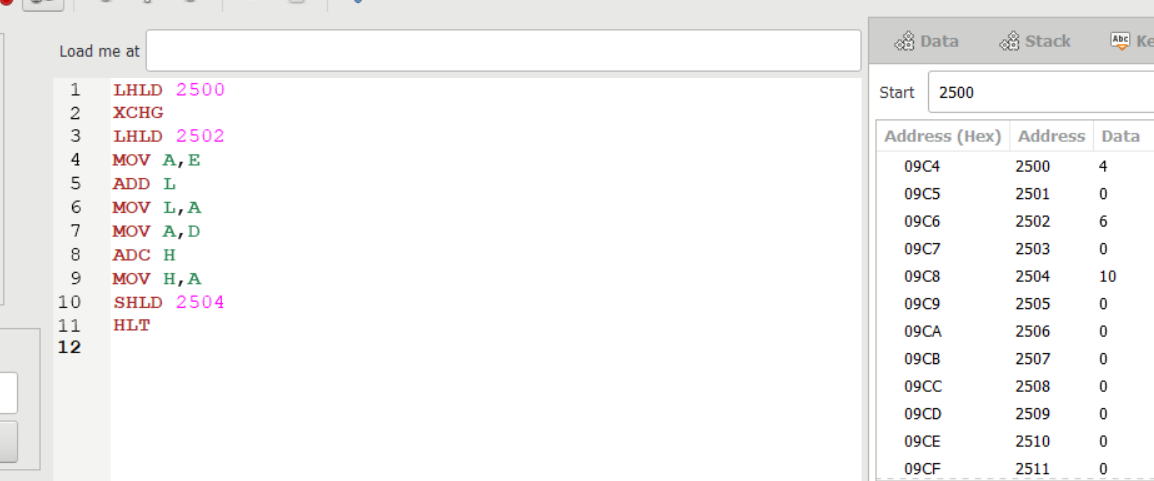 Load me at
1 LHLD 2500
2 XCHG
3 LHLD 2502
4 MOV A,E
5 ADD L
6 MOV L,A
7 MOV A,D
8 ADC H
9 MOV H,A
10 SHLD 2504
11 HLT
12
Data Stack Abc Ke
Start 2500
Address (Hex) Address Data
09C4 2500 4
09C5 2501 0
09C6 2502 6
09C7 2503 0
09C8 2504 10
09C9 2505 0
09CA 2506 0
09CB 2507 0
09CC 2508 0
09CD 2509 0
09CE 2510 0
09CF 2511 0